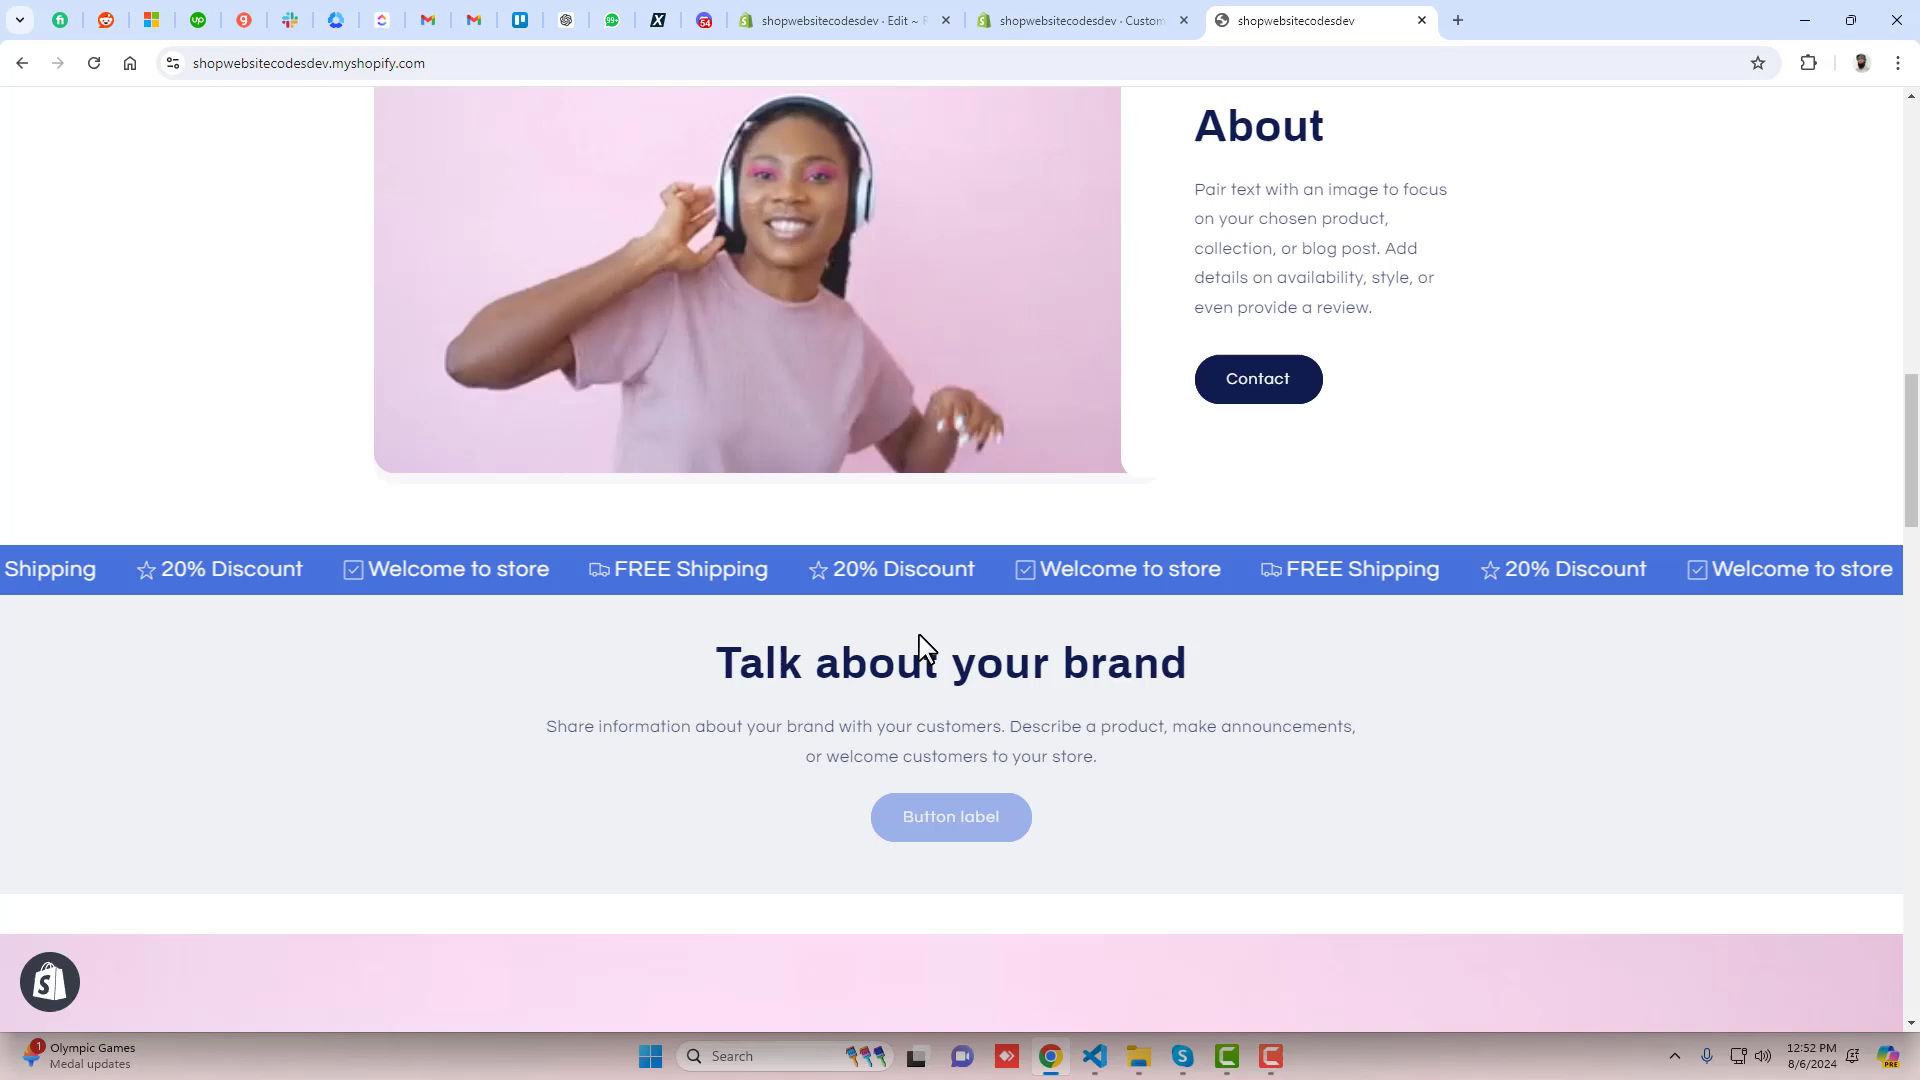 shopwebsitecodesdev - Edit ~
shopwebsitecodesdev · Custom
shopwebsitecodesdev
shopwebsitecodesdev.myshopify.com
About
Pair text with an image to focus
on your chosen product,
collection, or blog post. Add
details on availability, style, or
even provide a review.
Contact
Shipping 20% Discount Welcome to store FREE Shipping 20% Discount Welcome to store FREE Shipping 20% Discount Welcome to store
Talk about your brand
Share information about your brand with your customers. Describe a product, make announcements,
or welcome customers to your store.
Button label
1
Olympic Games
Medal updates
Search
12:52 PM
8/6/2024
PRE